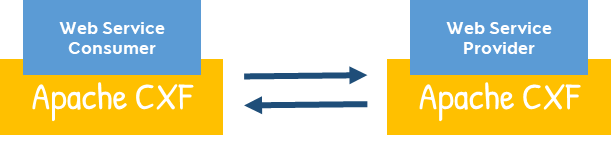 Web Service
Consumer
Apache CXF
Web Service
Provider
Apache CXF